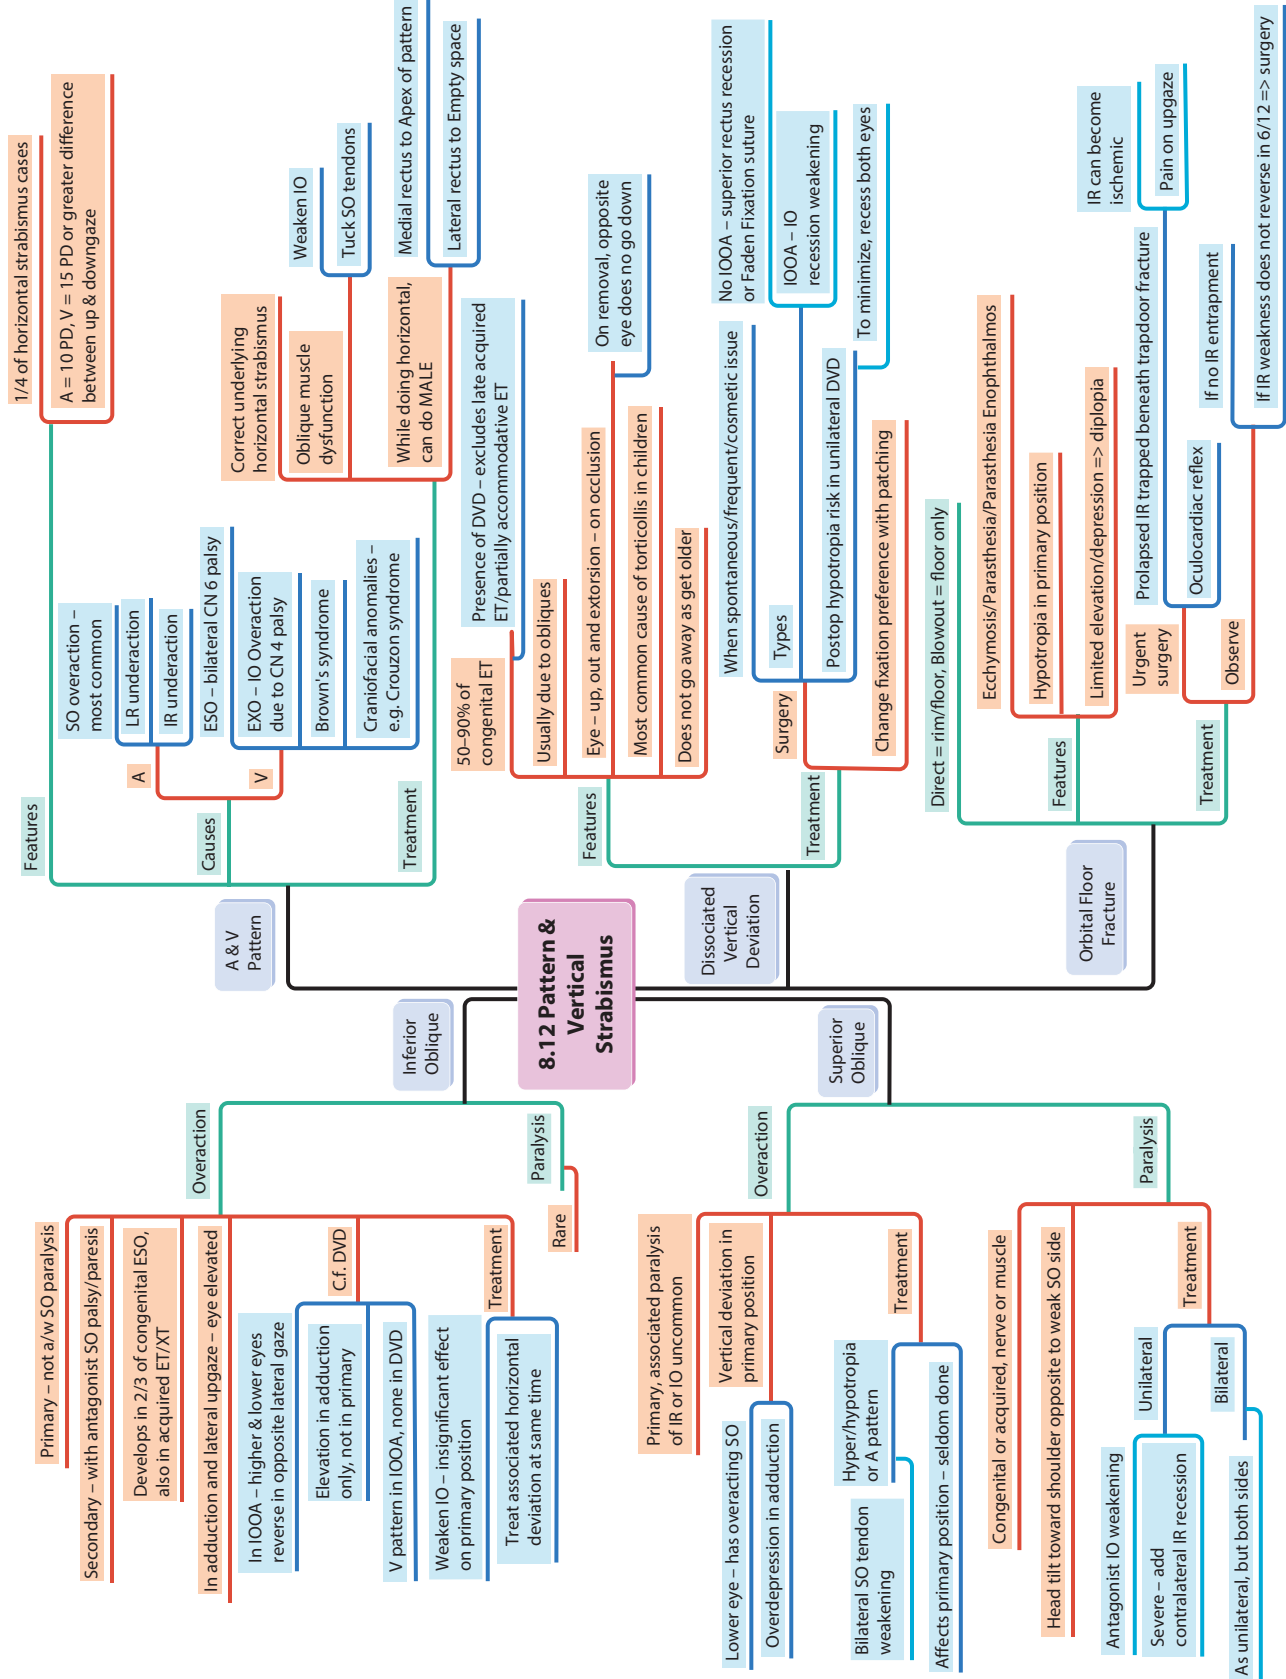 8.12 Pattern &
Vertical
Strabismus
A & V
Pattern
Features
1/4 of horizontal strabismus cases
A = 10 PD, V = 15 PD or greater difference
between up & downgaze
Causes
A
SO overaction –
most common
LR underaction
IR underaction
V
ESO – bilateral CN 6 palsy
EXO – IO Overaction
due to CN 4 palsy
Brown's syndrome
Craniofacial anomalies –
e.g. Crouzon syndrome
Treatment
Correct underlying
horizontal strabismus
Oblique muscle
dysfunction
Weaken IO
Tuck SO tendons
While doing horizontal,
can do MALE
Medial rectus to Apex of pattern
Lateral rectus to Empty space
Dissociated
Vertical
Deviation
Features
50–90% of
congenital ET
Presence of DVD – excludes late acquired
ET/partially accommodative ET
Usually due to obliques
Eye – up, out and extorsion – on occlusion
On removal, opposite
eye does no go down
Most common cause of torticollis in children
Does not go away as get older
Treatment
Surgery
When spontaneous/frequent/cosmetic issue
Types
No IOOA – superior rectus recession
or Faden Fixation suture
IOOA – IO
recession weakening
Postop hypotropia risk in unilateral DVD
To minimize, recess both eyes
Change fixation preference with patching
Orbital Floor
Fracture
Direct = rim/floor, Blowout = floor only
Features
Ecchymosis/Parasthesia/Parasthesia Enophthalmos
Hypotropia in primary position
Limited elevation/depression => diplopia
Treatment
Urgent
surgery
Prolapsed IR trapped beneath trapdoor fracture
IR can become
ischemic
Pain on upgaze
Oculocardiac reflex
Observe
If no IR entrapment
If IR weakness does not reverse in 6/12 => surgery
Inferior
Oblique
Overaction
Primary – not a/w SO paralysis
Secondary – with antagonist SO palsy/paresis
Develops in 2/3 of congenital ESO,
also in acquired ET/XT
In adduction and lateral upgaze – eye elevated
C.f. DVD
In IOOA – higher & lower eyes
reverse in opposite lateral gaze
Elevation in adduction
only, not in primary
V pattern in IOOA, none in DVD
Treatment
Weaken IO – insignificant effect
on primary position
Treat associated horizontal
deviation at same time
Paralysis
Rare
Superior
Oblique
Overaction
Primary, associated paralysis
of IR or IO uncommon
Vertical deviation in
primary position
Lower eye – has overacting SO
Overdepression in adduction
Treatment
Hyper/hypotropia
or A pattern
Bilateral SO tendon
weakening
Affects primary position – seldom done
Paralysis
Congenital or acquired, nerve or muscle
Head tilt toward shoulder opposite to weak SO side
Treatment
Unilateral
Antagonist IO weakening
Severe – add
contralateral IR recession
Bilateral
As unilateral, but both sides